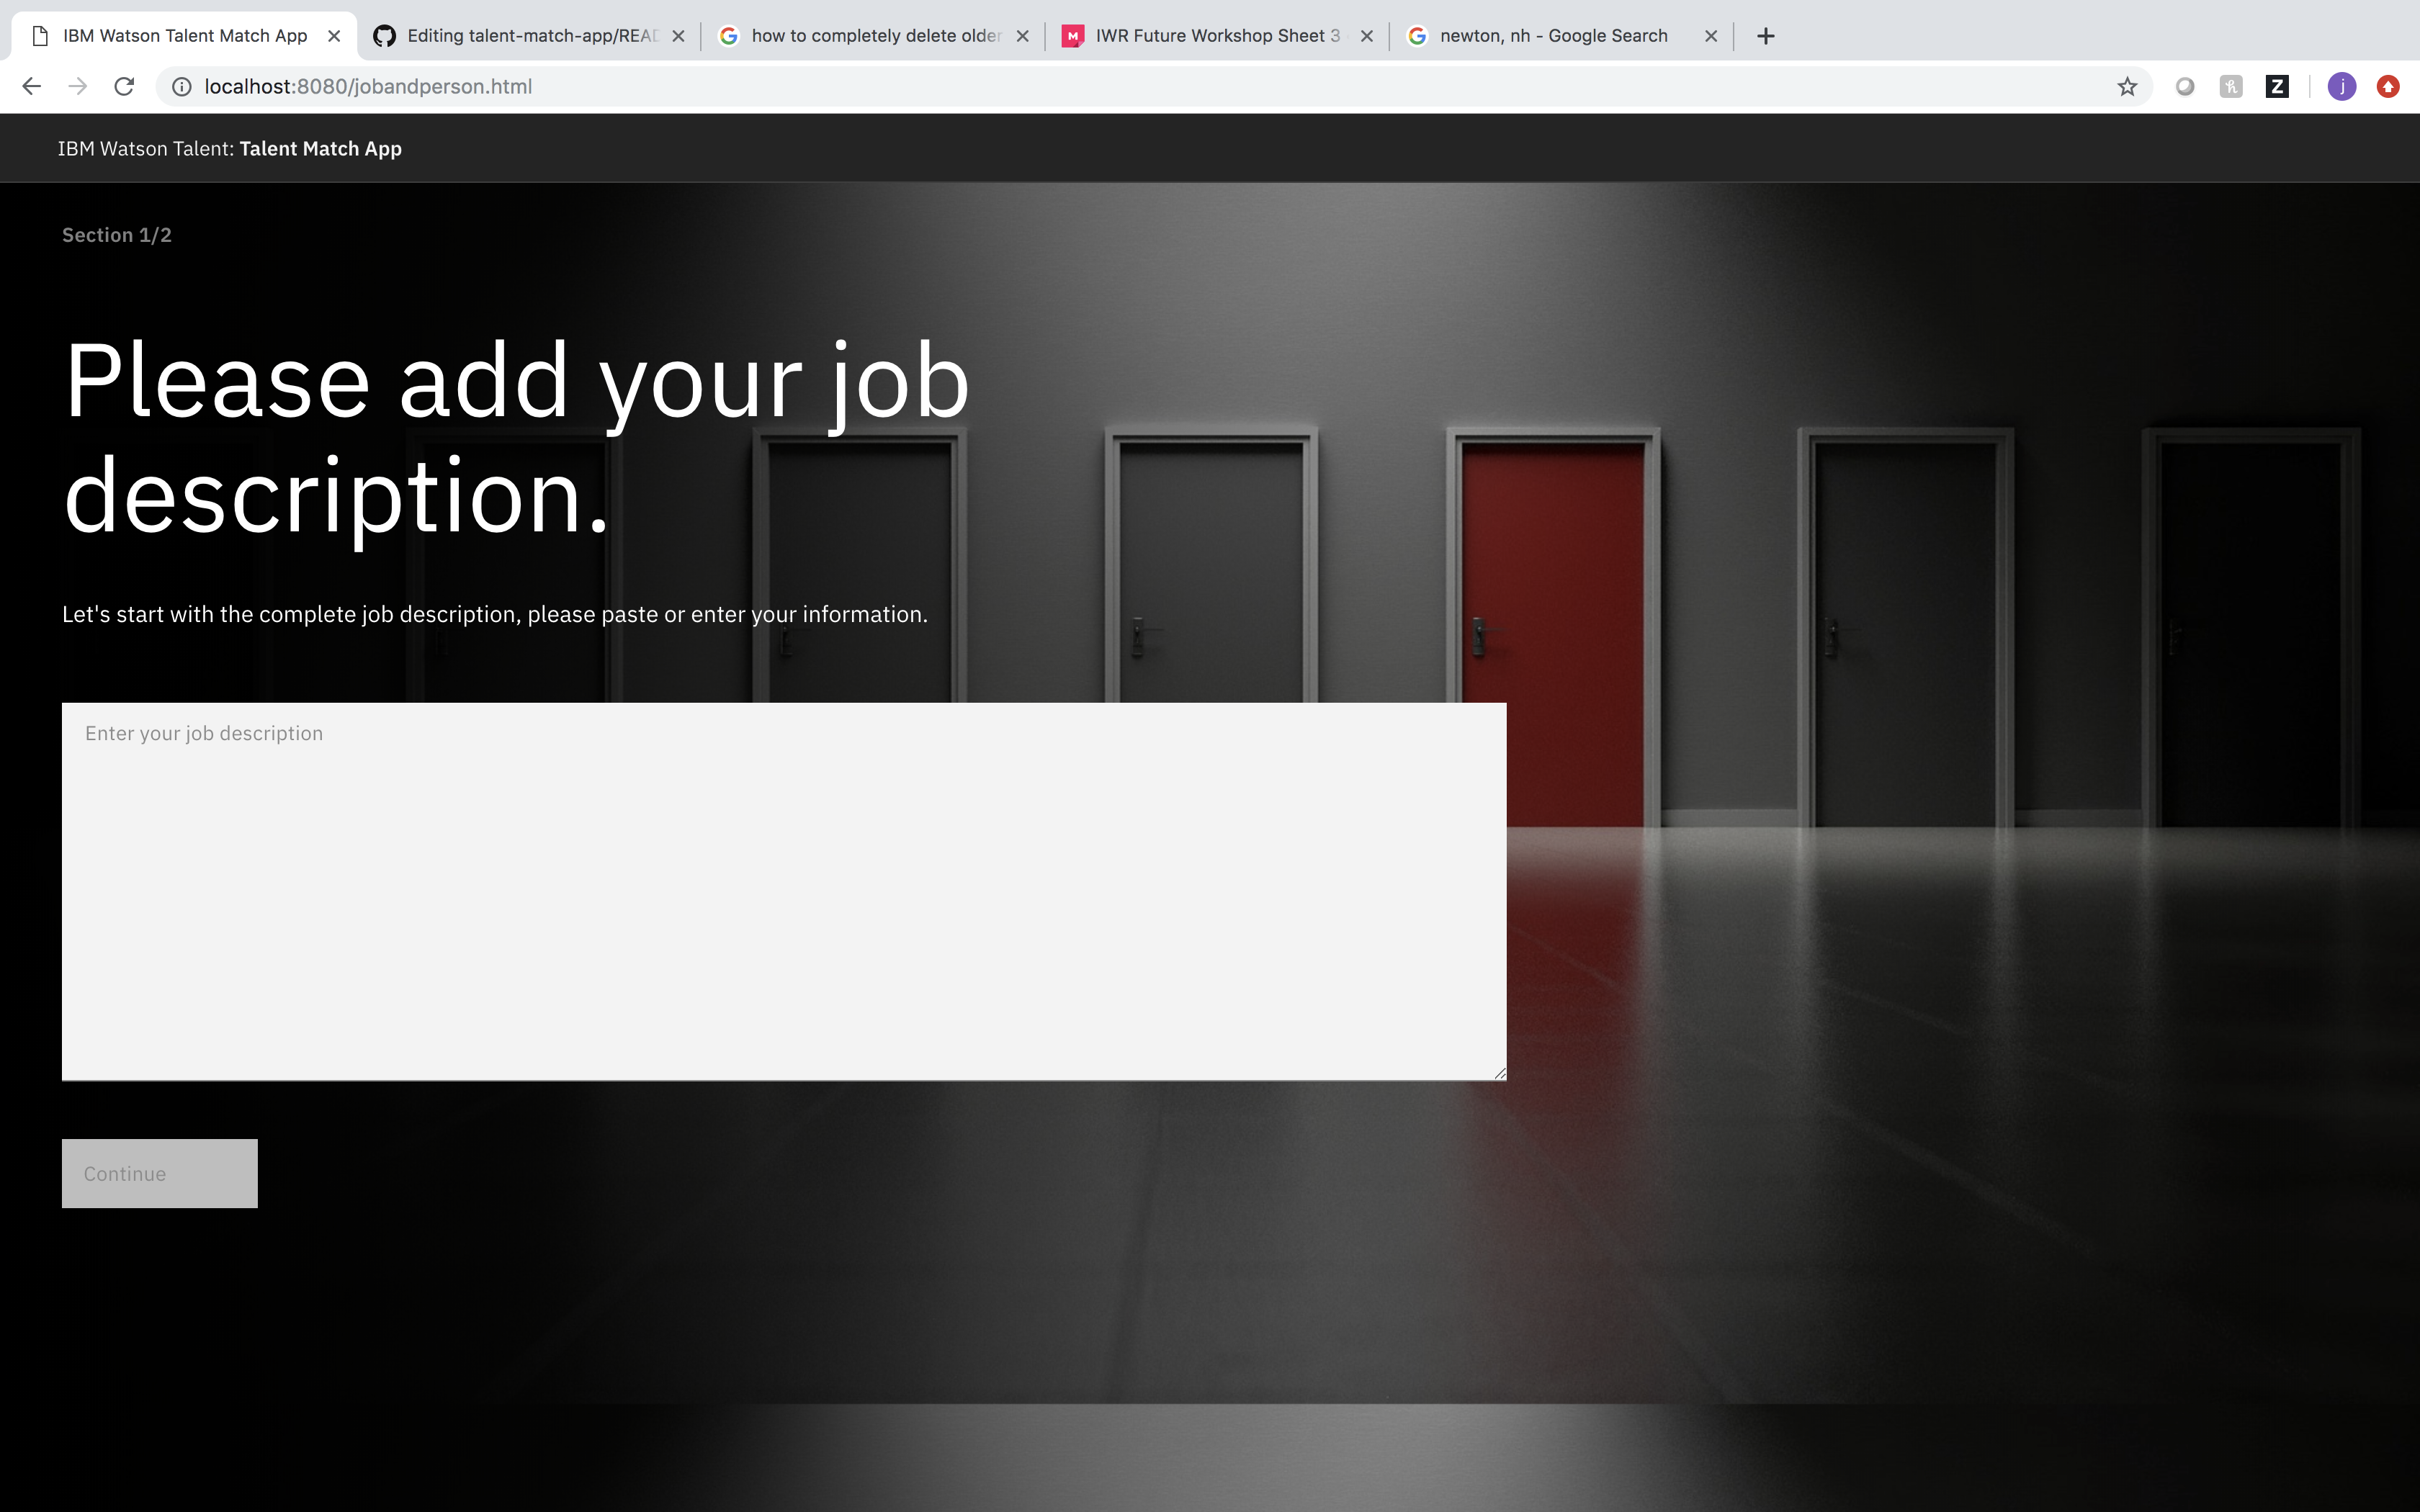 IBM Watson Talent Match App
Editing talent-match-app/READ
how to completely delete older
IWR Future Workshop Sheet 3
newton, nh - Google Search
localhost:8080/jobandperson.html
j
IBM Watson Talent: Talent Match App
Section 1/2
Please add your job
description.
Let's start with the complete job description, please paste or enter your information.
Enter your job description
Continue